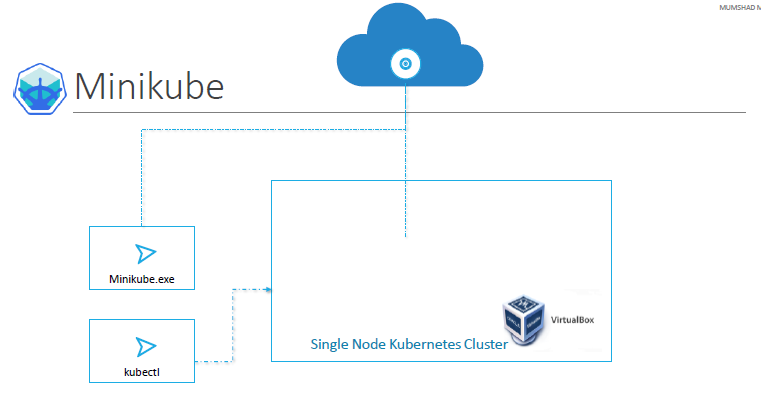 MUMSHAD M
Minikube
Minikube.exe
kubectl
VirtualBox
Single Node Kubernetes Cluster